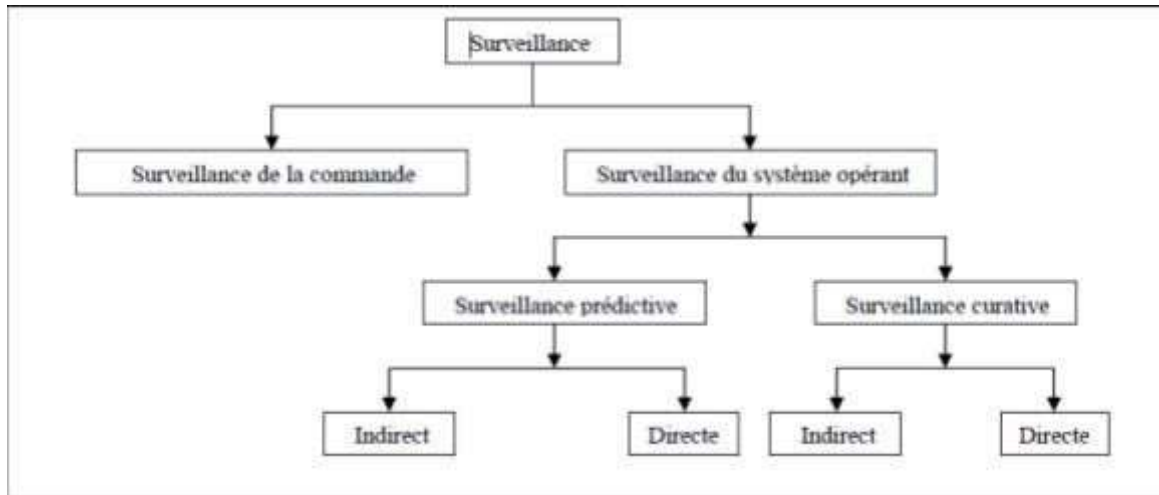 Surveillance
Surveillance de la commande
Surveillance du système opérant
Surveillance prédictive
Surveillance curative
Indirect
Directe
Indirect
Directe